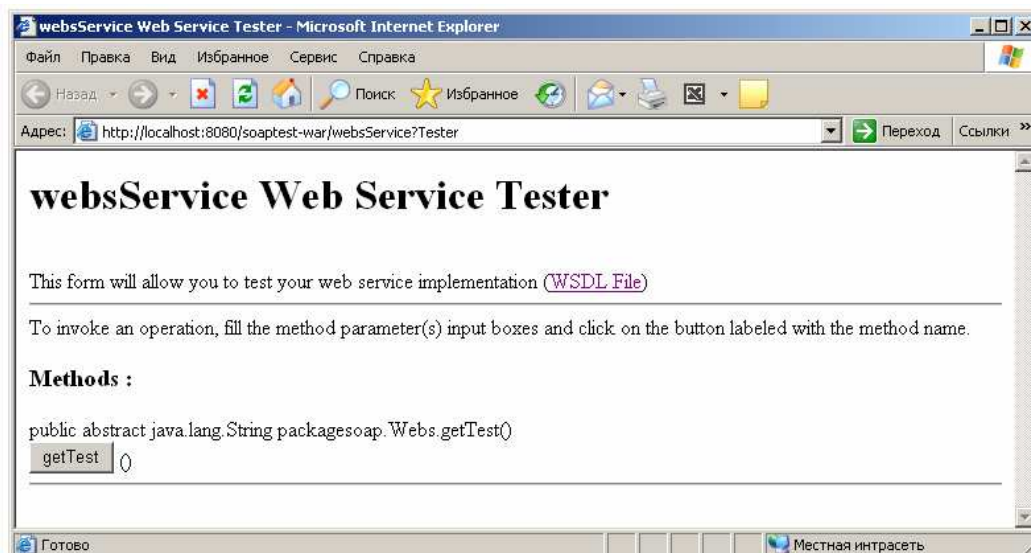 websService Web Service Tester - Microsoft Internet Explorer
Файл Правка Вид Избранное Сервис Справка
Назад Поиск Избранное
Адрес: http://localhost:8080/soaptest-war/websService?Tester Переход Ссылки »
websService Web Service Tester
This form will allow you to test your web service implementation (WSDL File)
To invoke an operation, fill the method parameter(s) input boxes and click on the button labeled with the method name.
Methods :
public abstract java.lang.String packagesoap.Webs.getTest()
getTest ()
Готово Местная интрасеть